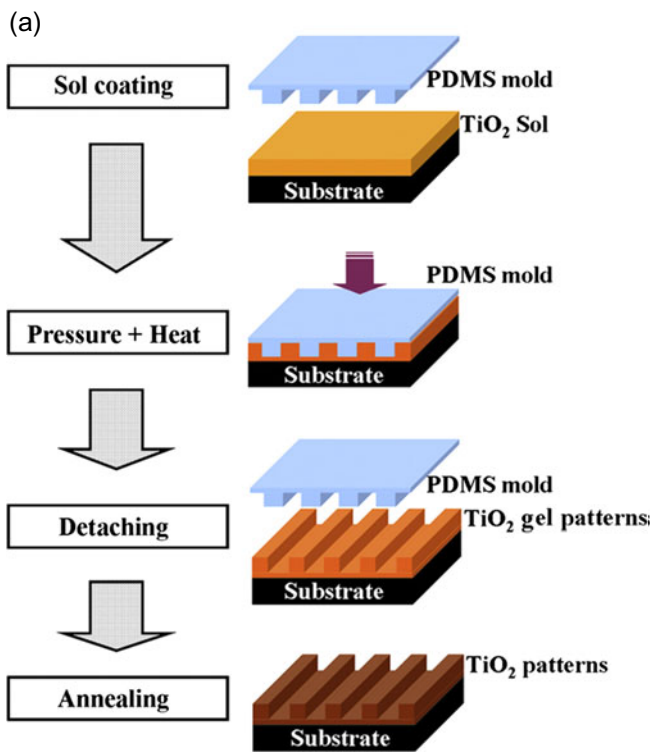 (a)
Sol coating
PDMS mold
TiO₂ Sol
Substrate
Pressure + Heat
PDMS mold
Substrate
Detaching
PDMS mold
TiO₂ gel patterns
Substrate
Annealing
TiO₂ patterns
Substrate